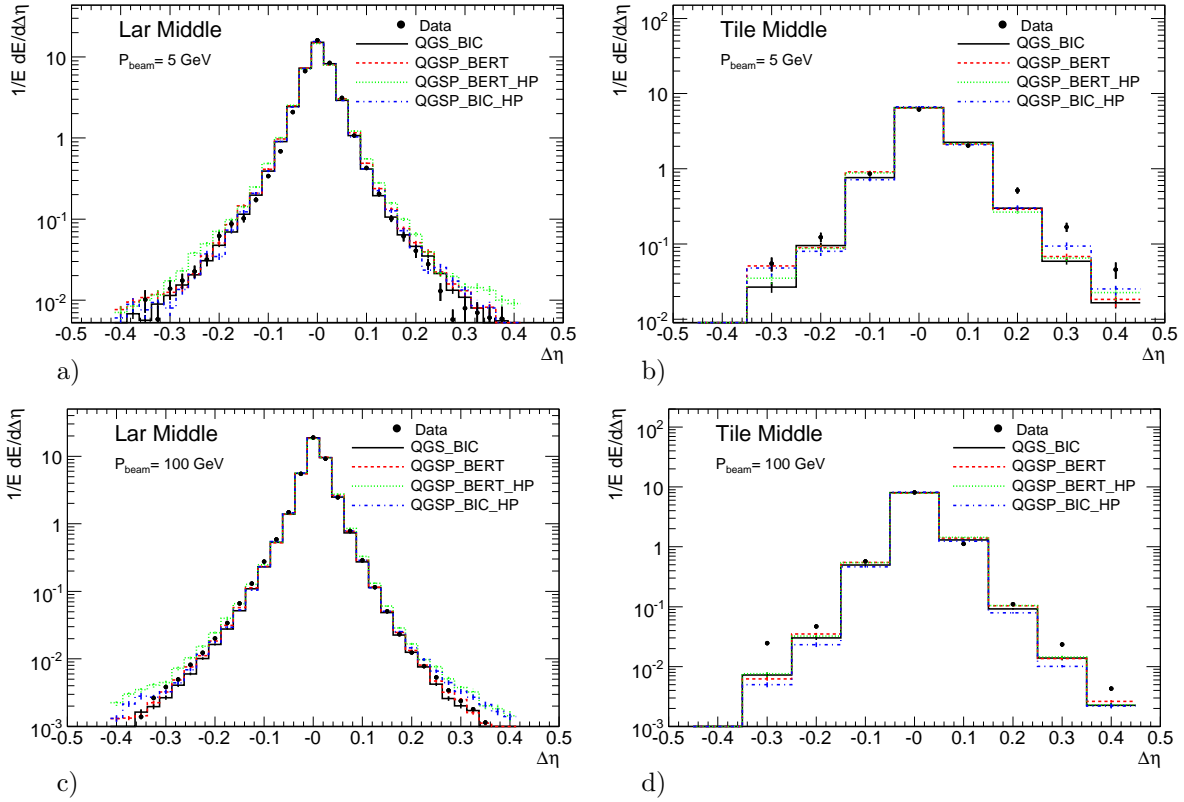 1/E dE/dΔη
Lar Middle
P_beam= 5 GeV
Data
QGS_BIC
QGSP_BERT
QGSP_BERT_HP
QGSP_BIC_HP
10
1
10^-1
10^-2
-0.5 -0.4 -0.3 -0.2 -0.1 -0 0.1 0.2 0.3 0.4 0.5
Δη
a)
1/E dE/dΔη
Tile Middle
P_beam= 5 GeV
Data
QGS_BIC
QGSP_BERT
QGSP_BERT_HP
QGSP_BIC_HP
10^2
10
1
10^-1
10^-2
-0.5 -0.4 -0.3 -0.2 -0.1 -0 0.1 0.2 0.3 0.4 0.5
Δη
b)
1/E dE/dΔη
Lar Middle
P_beam= 100 GeV
Data
QGS_BIC
QGSP_BERT
QGSP_BERT_HP
QGSP_BIC_HP
10
1
10^-1
10^-2
10^-3
-0.5 -0.4 -0.3 -0.2 -0.1 -0 0.1 0.2 0.3 0.4 0.5
Δη
c)
1/E dE/dΔη
Tile Middle
P_beam= 100 GeV
Data
QGS_BIC
QGSP_BERT
QGSP_BERT_HP
QGSP_BIC_HP
10^2
10
1
10^-1
10^-2
10^-3
-0.5 -0.4 -0.3 -0.2 -0.1 -0 0.1 0.2 0.3 0.4 0.5
Δη
d)